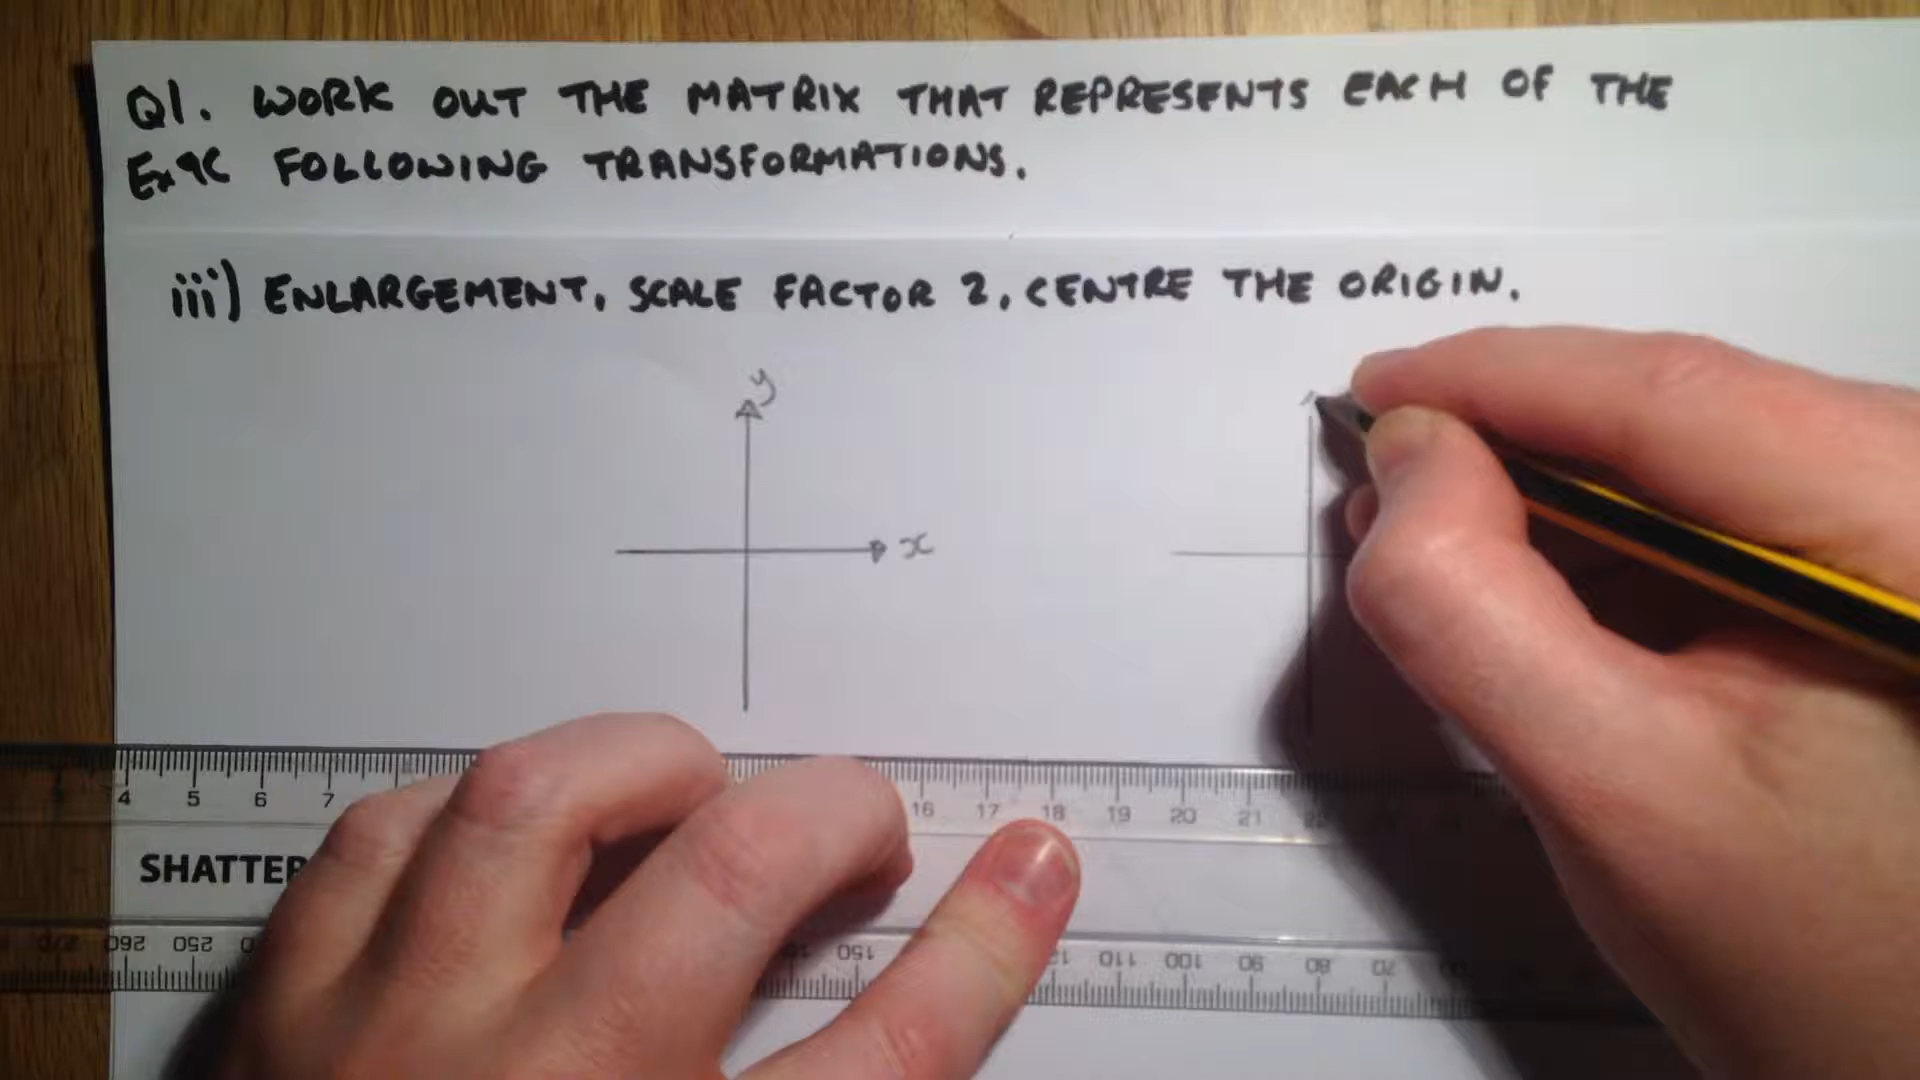 Q1. WORK OUT THE MATRIX THAT REPRESENTS EACH OF THE
Ex9C FOLLOWING TRANSFORMATIONS.
iii) ENLARGEMENT, SCALE FACTOR 2, CENTRE THE ORIGIN.
y
x
4 5 6 7 16 17 18 19 20 21
SHATTER
260 250 150 110 100 90 80 70